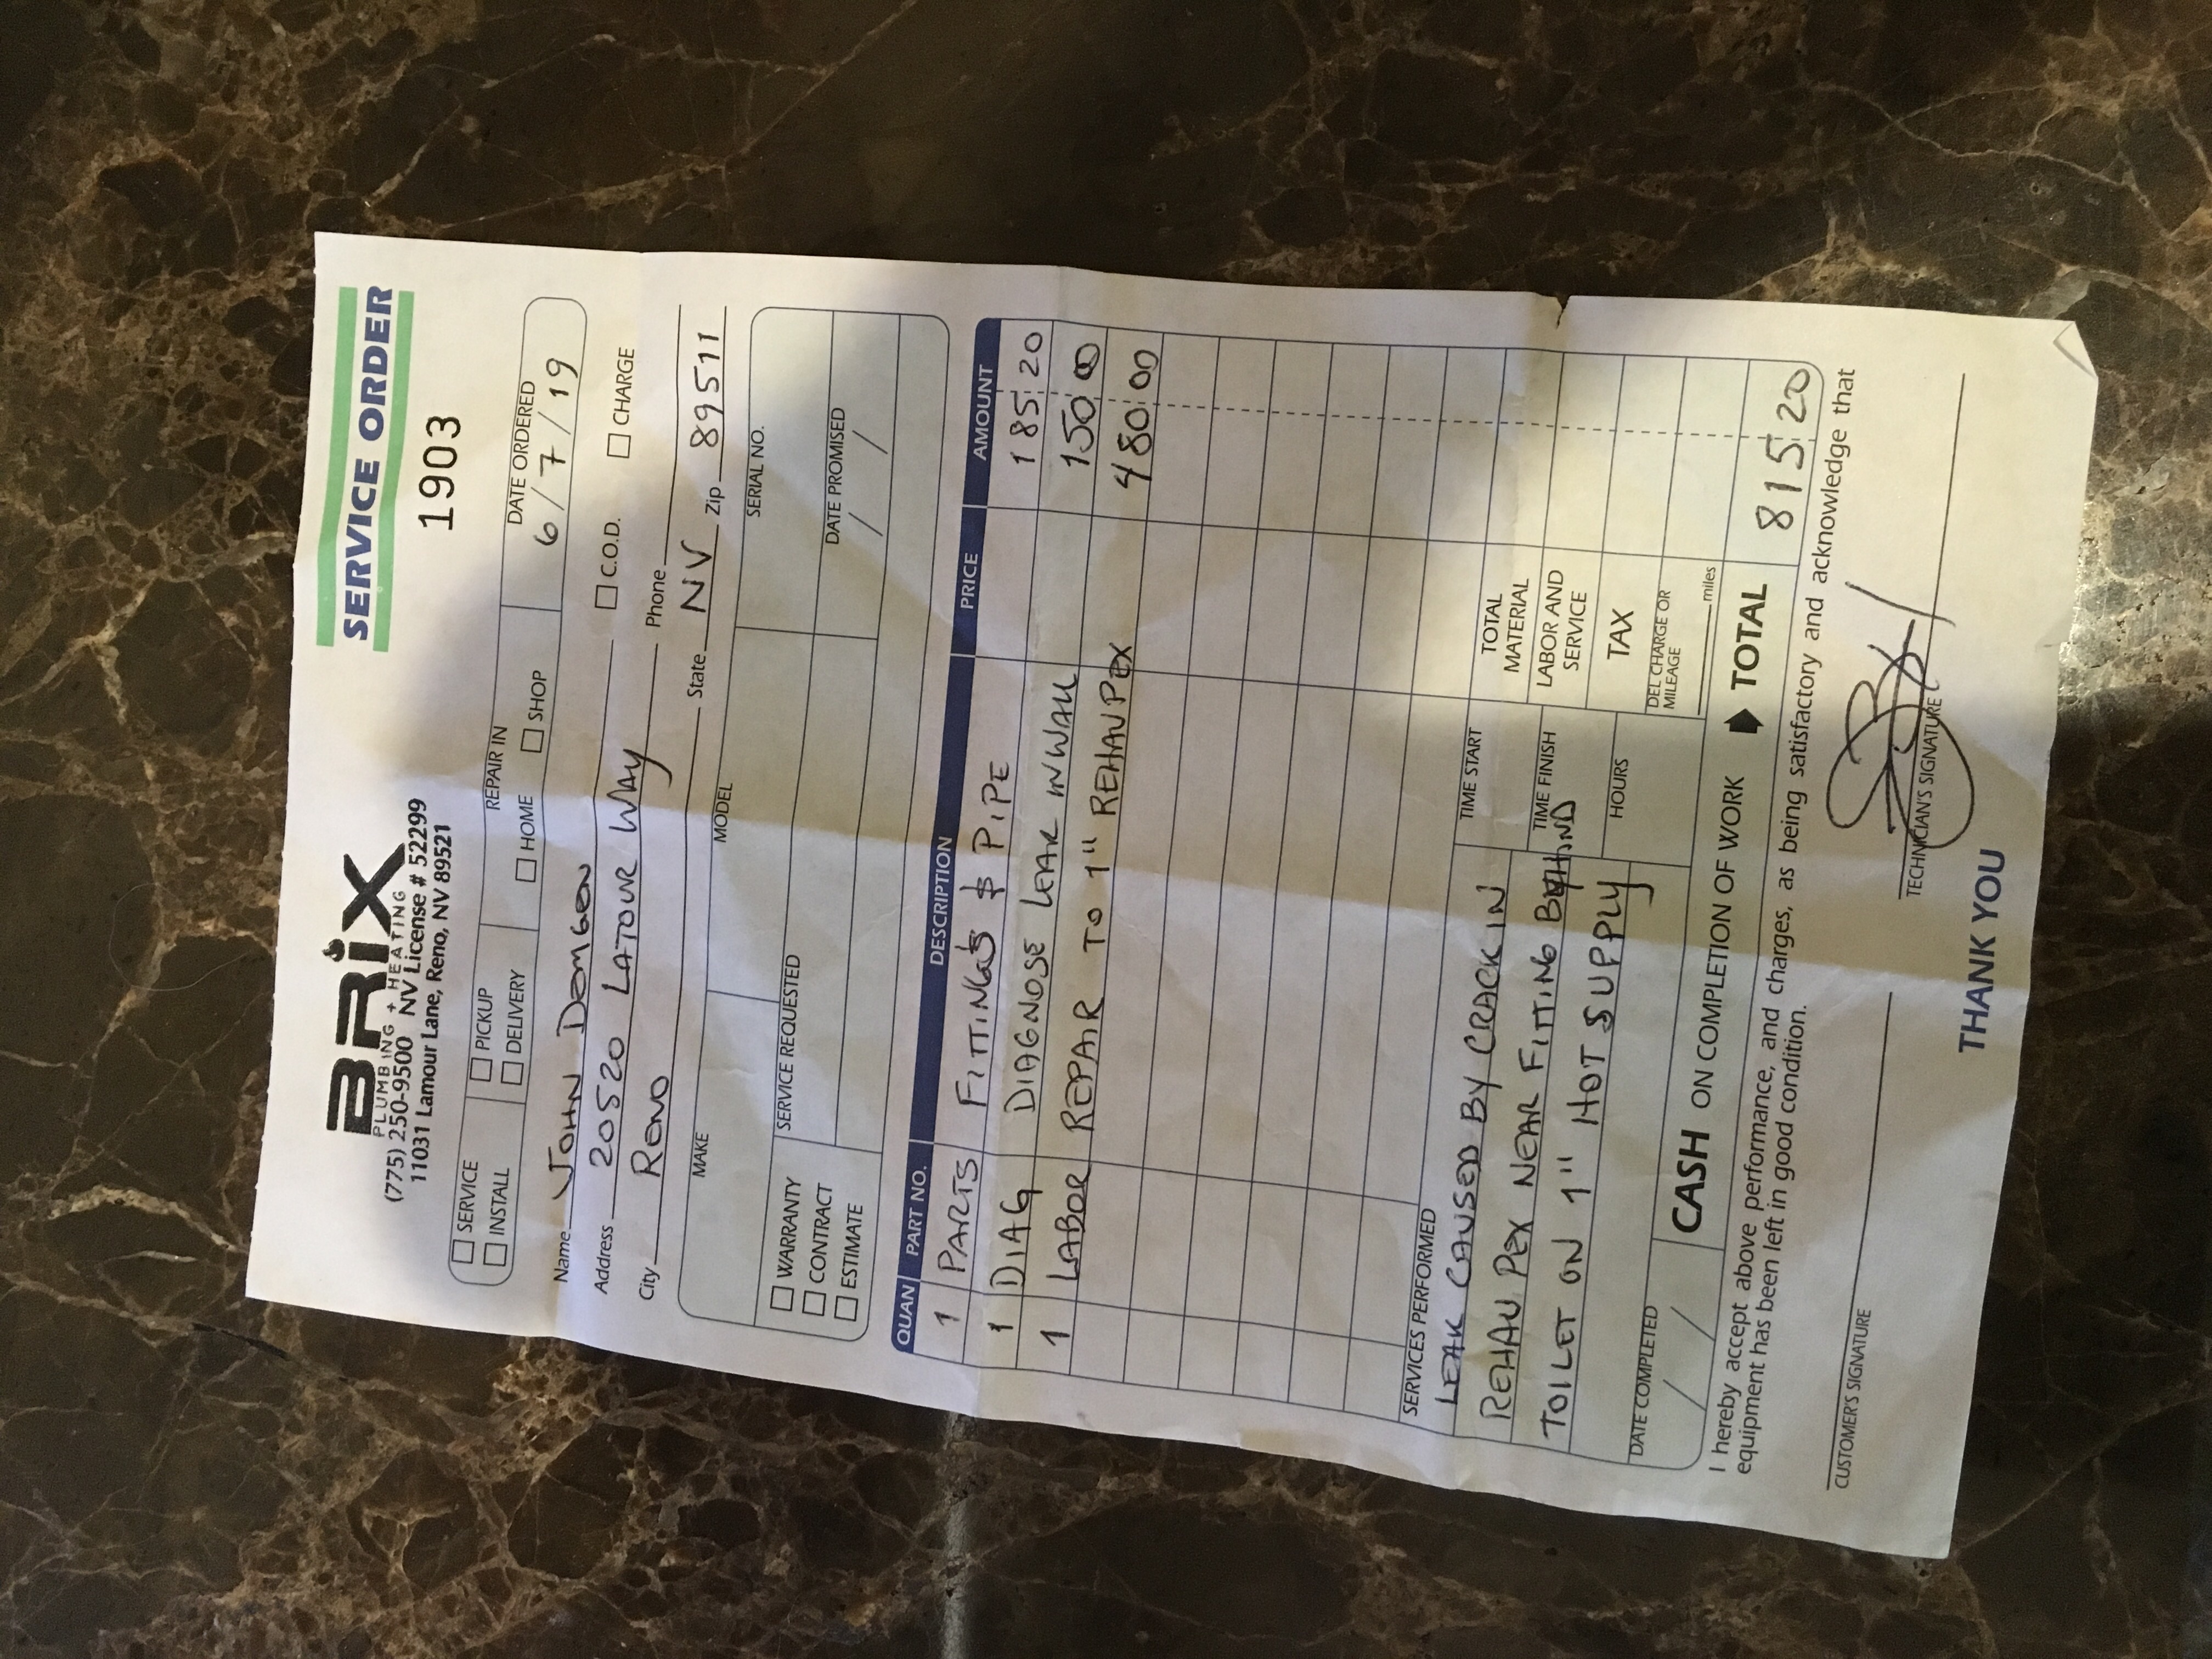 BRiX
PLUMBING + HEATING
(775) 250-9500 NV License # 52299
11031 Lamour Lane, Reno, NV 89521
SERVICE ORDER
1903
SERVICE PICKUP REPAIR IN DATE ORDERED
INSTALL DELIVERY HOME SHOP 6/7/19
Name JOHN C.O.D. CHARGE
Address 20520 LATOUR WAY Phone
City RENO State NV Zip 89511
MAKE MODEL SERIAL NO.
WARRANTY SERVICE REQUESTED DATE PROMISED
CONTRACT / /
ESTIMATE
QUAN PART NO. DESCRIPTION PRICE AMOUNT
1 PARTS FITTINGS & PIPE 185 20
1 DIAG DIAGNOSE LEAK IN WALL 150 00
1 LABOR REPAIR TO 1" REHAU PEX 480 00
SERVICES PERFORMED
LEAK CAUSED BY CRACK IN
REHAU PEX NEAR FITTING BEHIND
TOILET ON 1" HOT SUPPLY
TIME START TOTAL MATERIAL
TIME FINISH LABOR AND SERVICE
HOURS TAX
DEL CHARGE OR MILEAGE miles
DATE COMPLETED / /
CASH ON COMPLETION OF WORK TOTAL 815 20
I hereby accept above performance, and charges, as being satisfactory and acknowledge that
equipment has been left in good condition.
CUSTOMER'S SIGNATURE TECHNICIAN'S SIGNATURE
THANK YOU